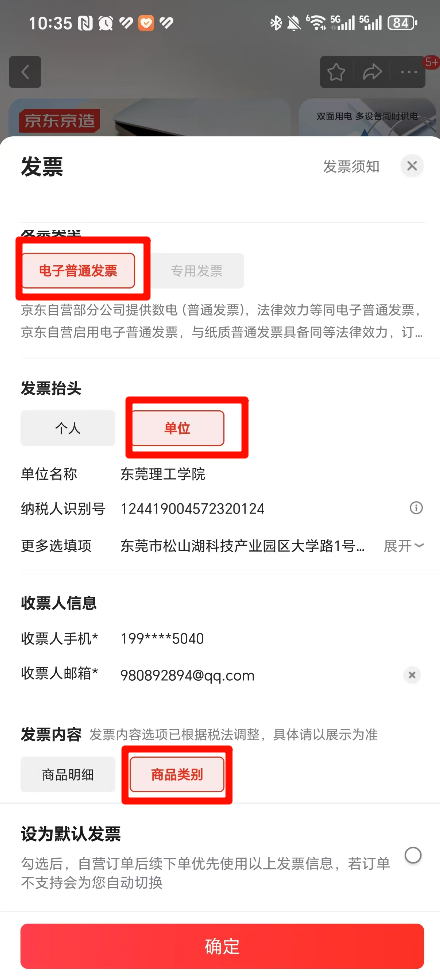 10:35
6
5G
5G
84
5+
京东京造
双面用电 多设备同时供电
发票
发票须知
电子普通发票
专用发票
京东自营部分公司提供数电 (普通发票)，法律效力等同电子普通发票，
京东自营启用电子普通发票，与纸质普通发票具备同等法律效力，订...
发票抬头
个人
单位
单位名称 东莞理工学院
纳税人识别号 124419004572320124
更多选填项 东莞市松山湖科技产业园区大学路1号... 展开
收票人信息
收票人手机* 199****5040
收票人邮箱* 980892894@qq.com
发票内容 发票内容选项已根据税法调整，具体请以展示为准
商品明细
商品类别
设为默认发票
勾选后，自营订单后续下单优先使用以上发票信息，若订单
不支持会为您自动切换
确定